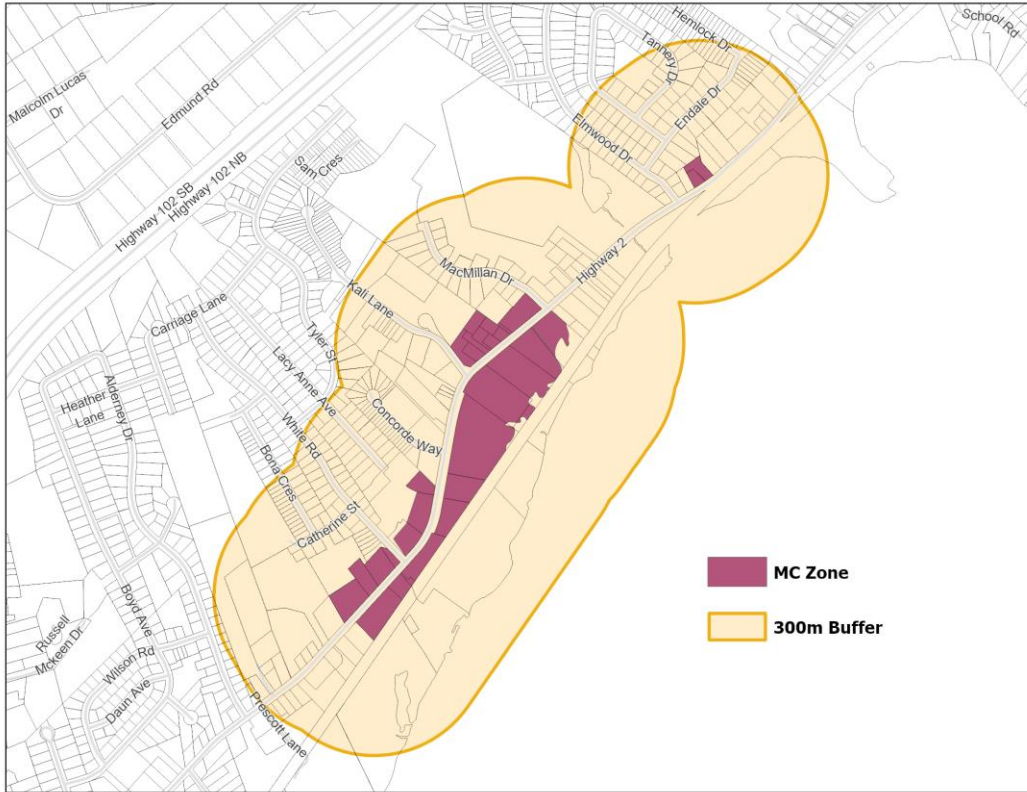 School Rd
Hemlock Dr
Tannery Dr
Malcolm Lucas
Dr
Edmund Rd
Endale Dr
Elmwood Dr
Sam Cres
Highway 102 SB
Highway 102 NB
Highway 2
MacMillan Dr
Kali Lane
Carriage Lane
Tyler St
Lacy Anne Ave
Heather
Lane
Alderney Dr
Concorde Way
White Rd
Bona Cres
Catherine St
MC Zone
Boyd Ave
300m Buffer
Russell
Mckeen Dr
Wilson Rd
Daun Ave
Prescott Lane